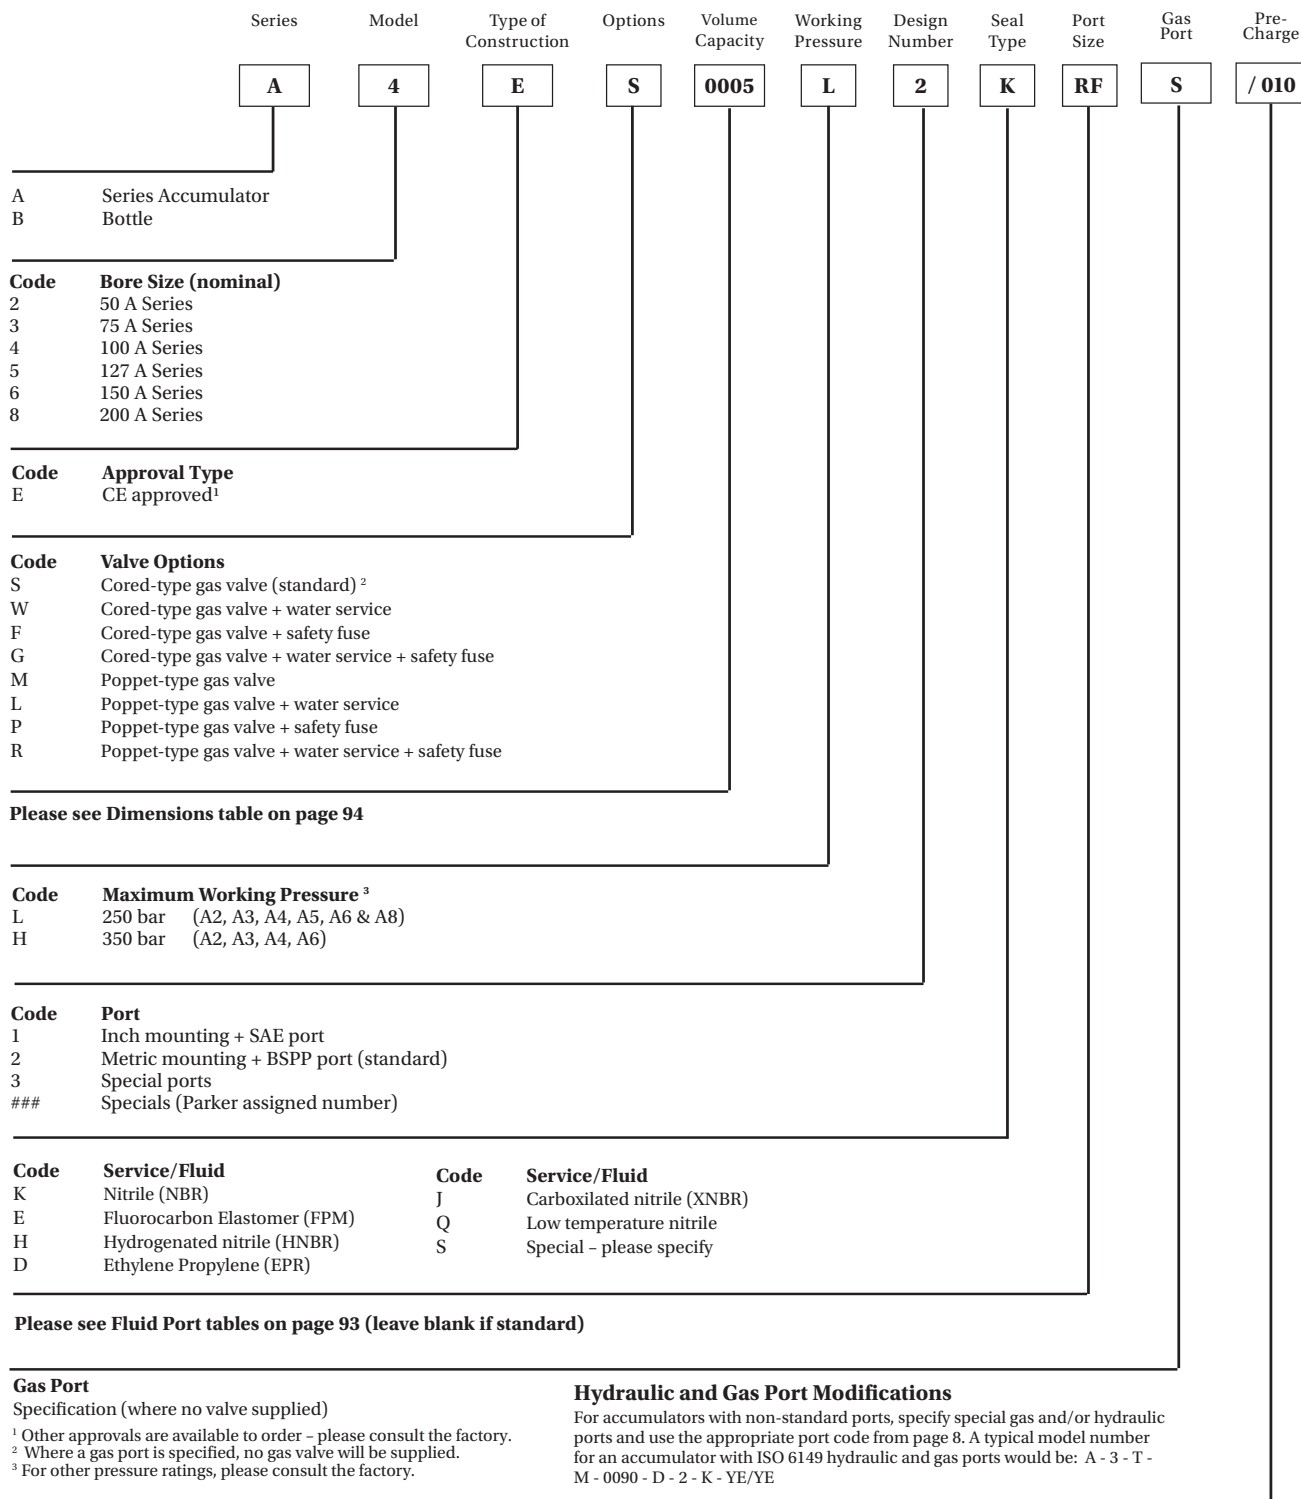 Series Model Type of Construction Options Volume Capacity Working Pressure Design Number Seal Type Port Size Gas Port Pre-Charge
A 4 E S 0005 L 2 K RF S / 010
A Series Accumulator
B Bottle
Code Bore Size (nominal)
2 50 A Series
3 75 A Series
4 100 A Series
5 127 A Series
6 150 A Series
8 200 A Series
Code Approval Type
E CE approved¹
Code Valve Options
S Cored-type gas valve (standard) ²
W Cored-type gas valve + water service
F Cored-type gas valve + safety fuse
G Cored-type gas valve + water service + safety fuse
M Poppet-type gas valve
L Poppet-type gas valve + water service
P Poppet-type gas valve + safety fuse
R Poppet-type gas valve + water service + safety fuse
Please see Dimensions table on page 94
Code Maximum Working Pressure ³
L 250 bar (A2, A3, A4, A5, A6 & A8)
H 350 bar (A2, A3, A4, A6)
Code Port
1 Inch mounting + SAE port
2 Metric mounting + BSPP port (standard)
3 Special ports
### Specials (Parker assigned number)
Code Service/Fluid
K Nitrile (NBR)
E Fluorocarbon Elastomer (FPM)
H Hydrogenated nitrile (HNBR)
D Ethylene Propylene (EPR)
Code Service/Fluid
J Carboxilated nitrile (XNBR)
Q Low temperature nitrile
S Special – please specify
Please see Fluid Port tables on page 93 (leave blank if standard)
Gas Port
Specification (where no valve supplied)
¹ Other approvals are available to order – please consult the factory.
² Where a gas port is specified, no gas valve will be supplied.
³ For other pressure ratings, please consult the factory.
Hydraulic and Gas Port Modifications
For accumulators with non-standard ports, specify special gas and/or hydraulic
ports and use the appropriate port code from page 8. A typical model number
for an accumulator with ISO 6149 hydraulic and gas ports would be: A - 3 - T -
M - 0090 - D - 2 - K - YE/YE